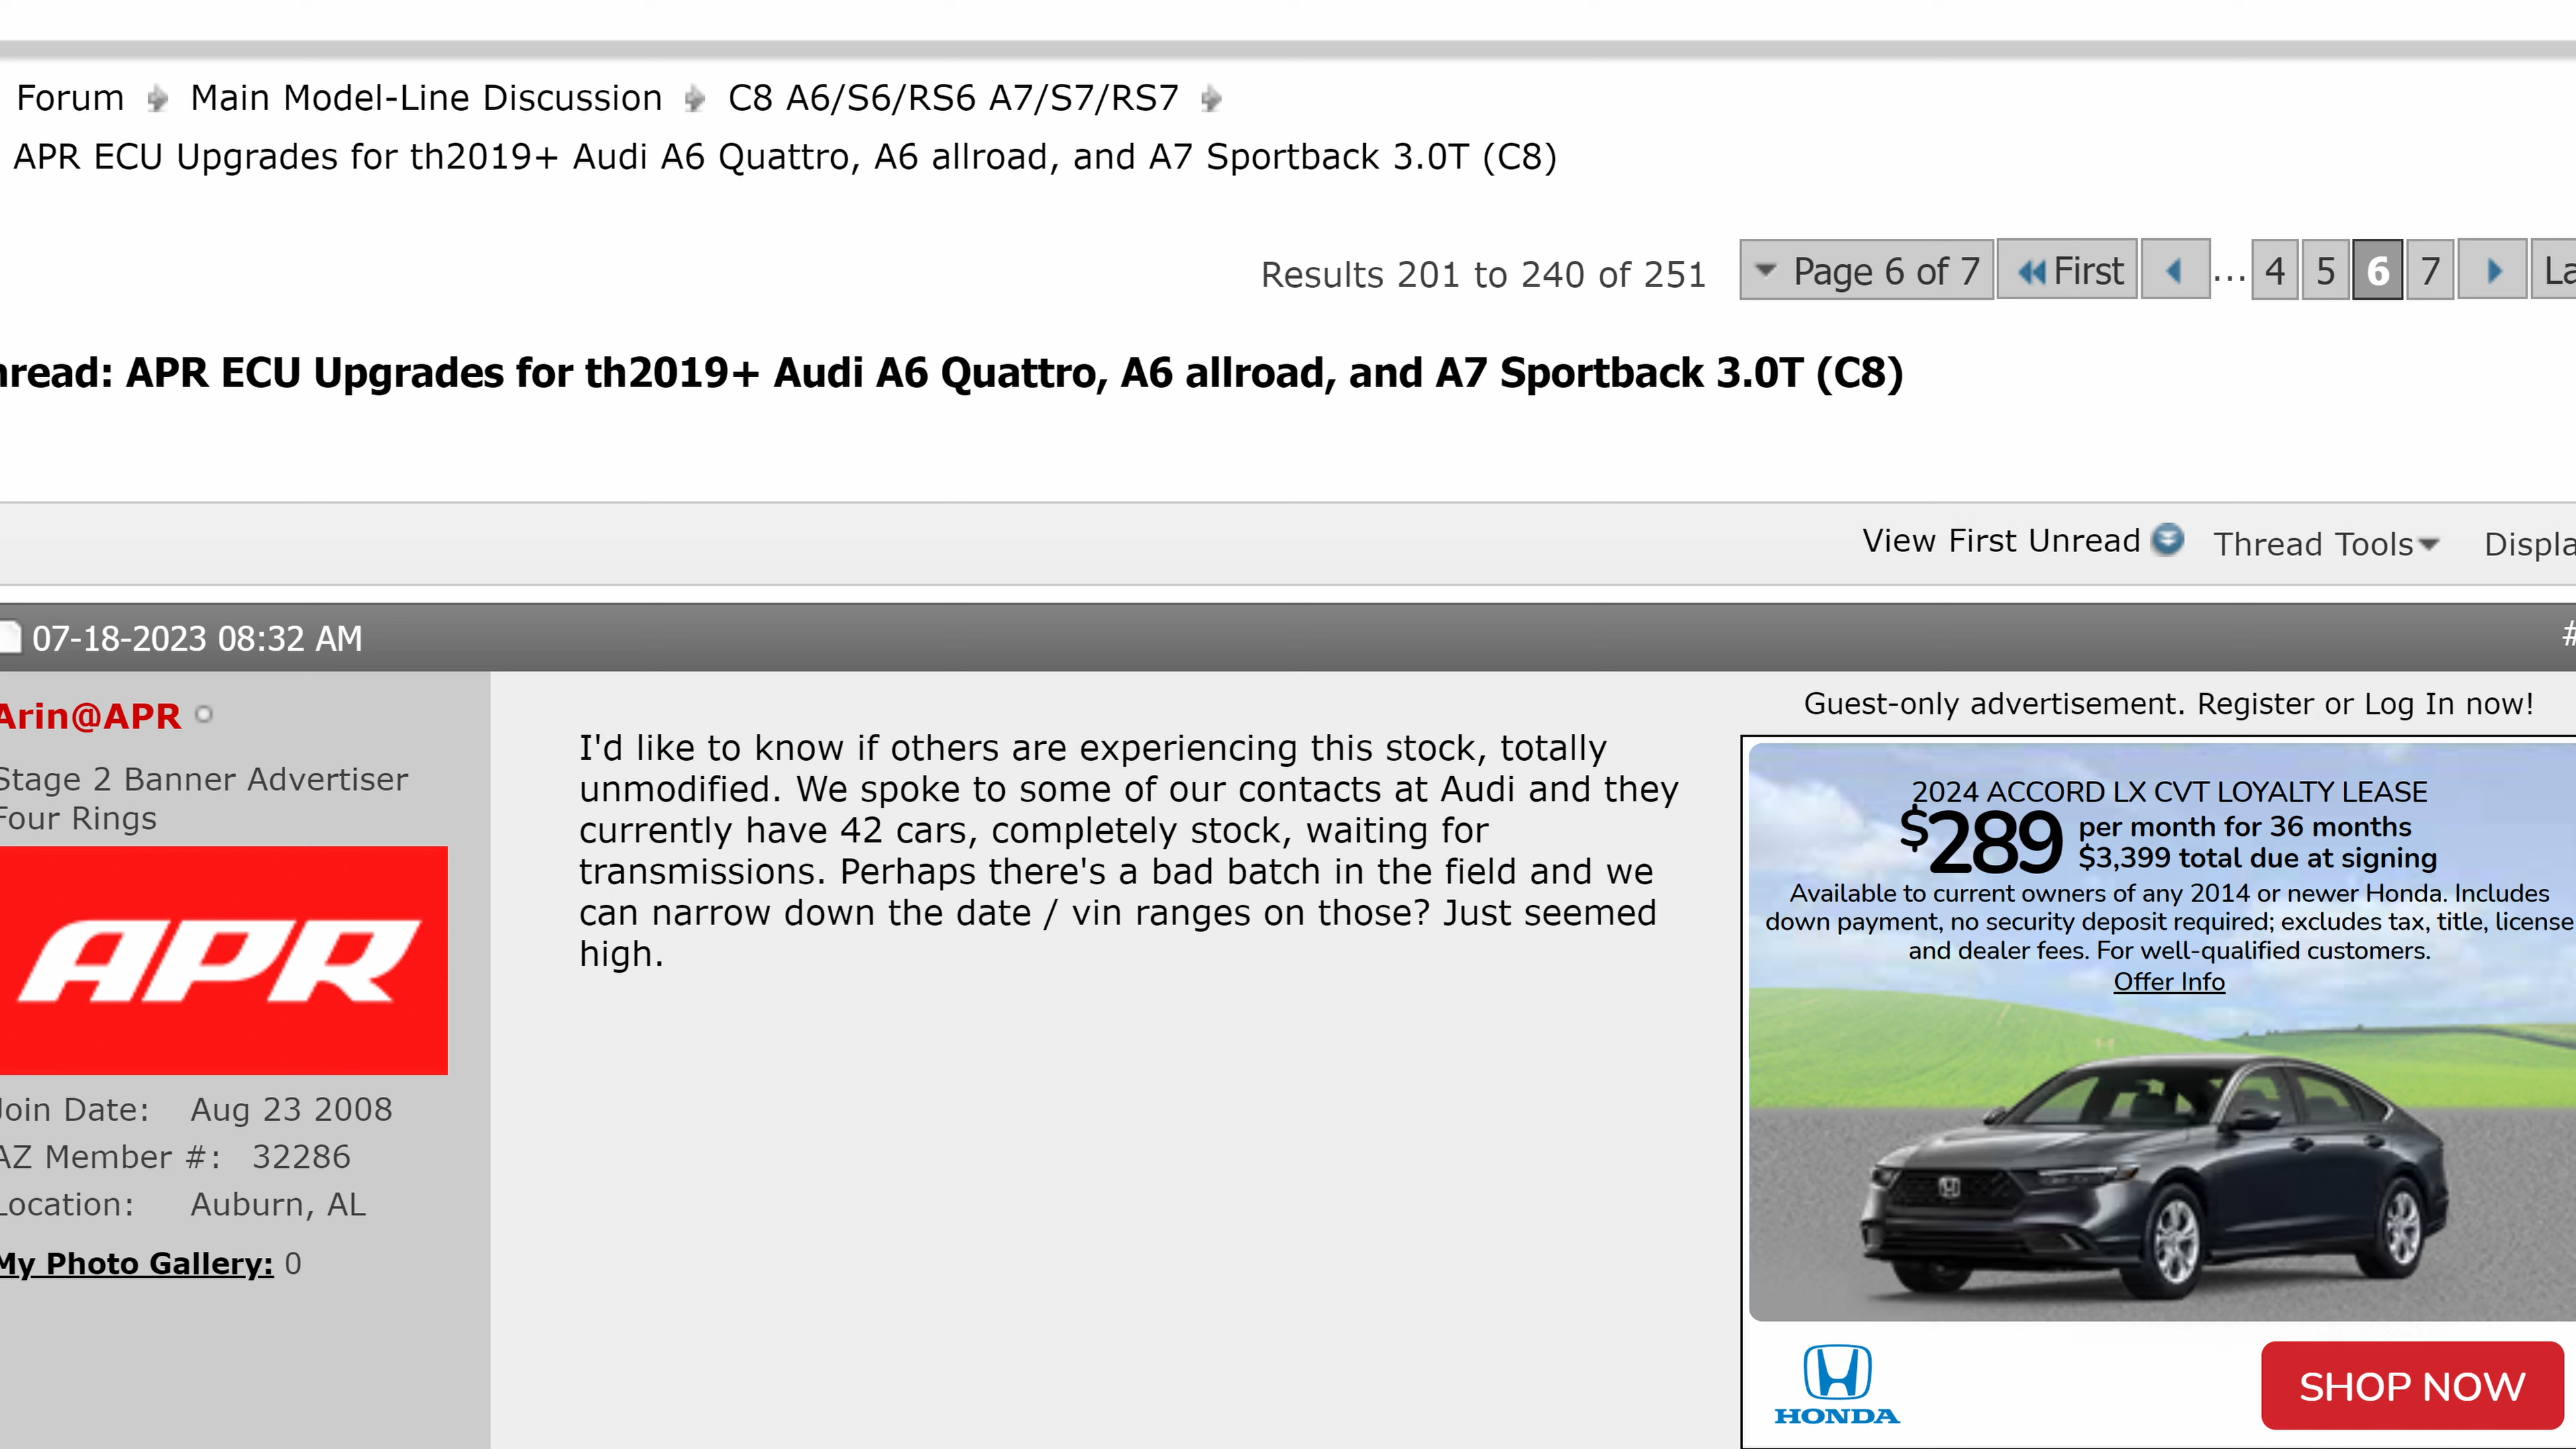 Forum Main Model-Line Discussion C8 A6/S6/RS6 A7/S7/RS7
APR ECU Upgrades for th2019+ Audi A6 Quattro, A6 allroad, and A7 Sportback 3.0T (C8)
Results 201 to 240 of 251 Page 6 of 7 First ... 4 5 6 7 La
hread: APR ECU Upgrades for th2019+ Audi A6 Quattro, A6 allroad, and A7 Sportback 3.0T (C8)
View First Unread Thread Tools Displa
07-18-2023 08:32 AM #
Arin@APR
Stage 2 Banner Advertiser
Four Rings
APR
Join Date: Aug 23 2008
AZ Member #: 32286
Location: Auburn, AL
My Photo Gallery: 0
I'd like to know if others are experiencing this stock, totally
unmodified. We spoke to some of our contacts at Audi and they
currently have 42 cars, completely stock, waiting for
transmissions. Perhaps there's a bad batch in the field and we
can narrow down the date / vin ranges on those? Just seemed
high.
Guest-only advertisement. Register or Log In now!
2024 ACCORD LX CVT LOYALTY LEASE
$289 per month for 36 months
$3,399 total due at signing
Available to current owners of any 2014 or newer Honda. Includes
down payment, no security deposit required; excludes tax, title, license
and dealer fees. For well-qualified customers.
Offer Info
HONDA
SHOP NOW